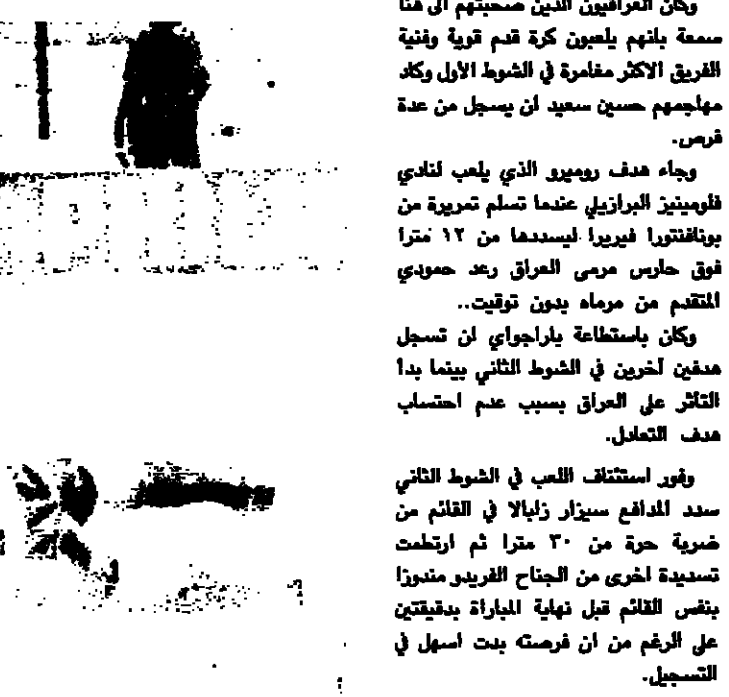 وكان العراقيون الذين صحبتهم الى هنا
سمعة بانهم يلعبون كرة قدم قوية وفنية
الفريق الاكثر مغامرة في الشوط الأول وكاد
مهاجمهم حسين سعيد ان يسجل من عدة
فرص.
وجاء هدف روميرو الذي يلعب لنادي
فلومينيز البرازيلي عندما تسلم تمريرة من
بونافنتورا فيريرا ليسددها من ١٢ مترا
فوق حارس مرمى العراق رعد حمودي
المتقدم من مرماه بدون توقيت..
وكان باستطاعة باراجواي ان تسجل
هدفين آخرين في الشوط الثاني بينما بدأ
التأثر على العراق بسبب عدم احتساب
هدف التعادل.
وفور استئناف اللعب في الشوط الثاني
سدد المدافع سيزار زابالا في القائم من
ضربة حرة من ٣٠ مترا ثم ارتطمت
تسديدة اخرى من الجناح الفريدو مندوزا
بنفس القائم قبل نهاية المباراة بدقيقتين
على الرغم من ان فرصته بدت اسهل في
التسجيل.